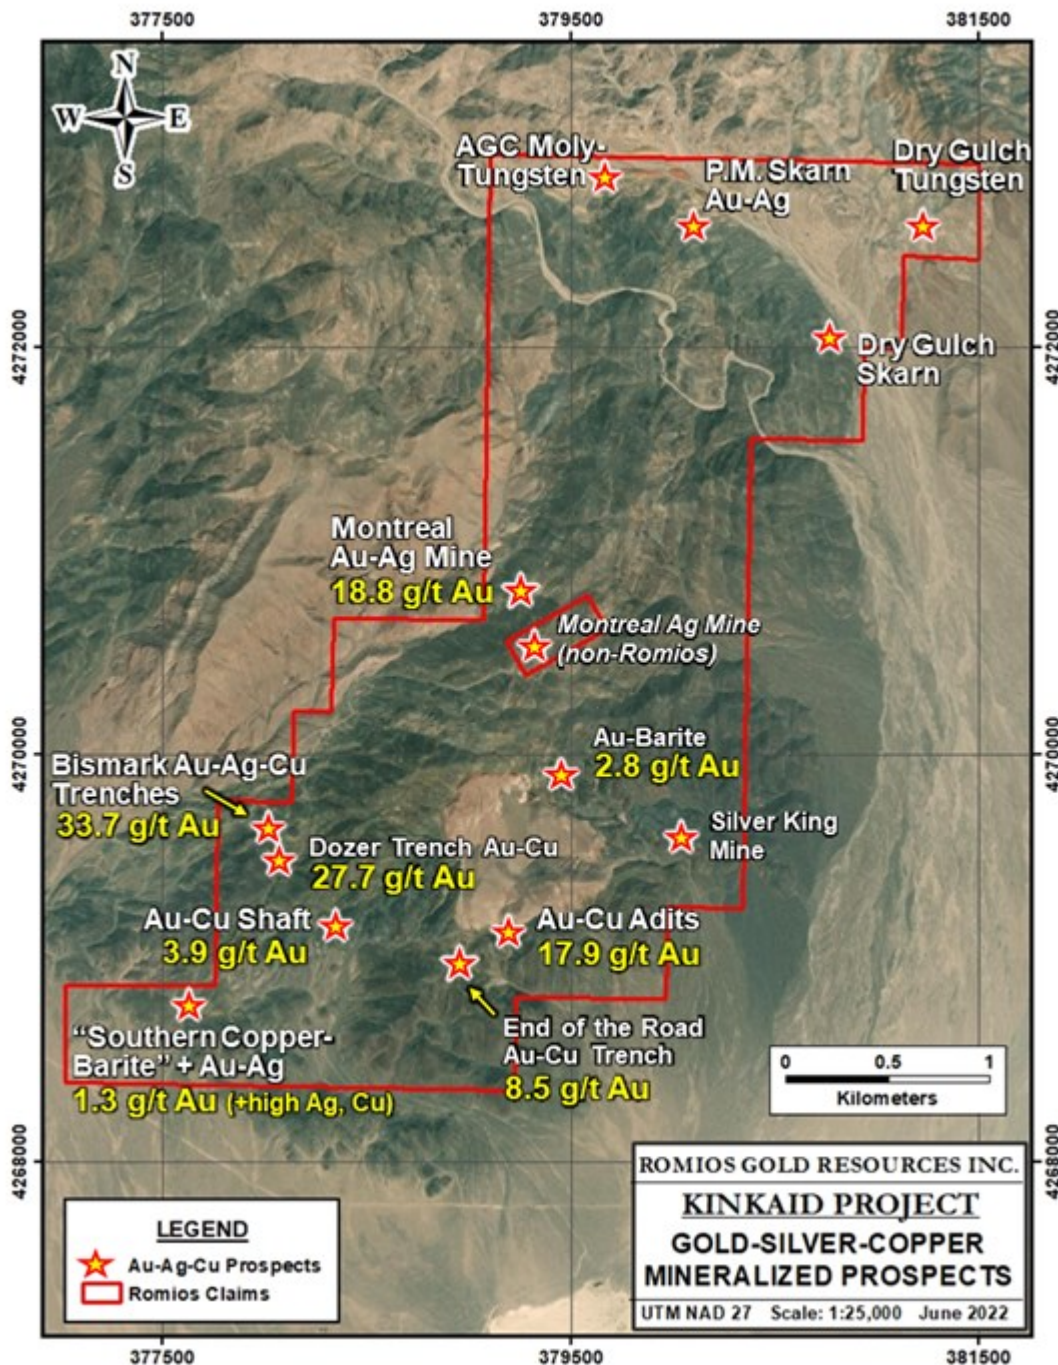 377500
379500
381500
N
W
E
S
AGC Moly-
Tungsten
P.M. Skarn
Au-Ag
Dry Gulch
Tungsten
4272000
4272000
Dry Gulch
Skarn
Montreal
Au-Ag Mine
18.8 g/t Au
Montreal Ag Mine
(non-Romios)
4270000
4270000
Au-Barite
2.8 g/t Au
Bismark Au-Ag-Cu
Trenches
33.7 g/t Au
Silver King
Mine
Dozer Trench Au-Cu
27.7 g/t Au
Au-Cu Shaft
3.9 g/t Au
Au-Cu Adits
17.9 g/t Au
End of the Road
Au-Cu Trench
8.5 g/t Au
"Southern Copper-
Barite" + Au-Ag
1.3 g/t Au (+high Ag, Cu)
0 0.5 1
Kilometers
4268000
4268000
LEGEND
Au-Ag-Cu Prospects
Romios Claims
ROMIOS GOLD RESOURCES INC.
KINKAID PROJECT
GOLD-SILVER-COPPER
MINERALIZED PROSPECTS
UTM NAD 27 Scale: 1:25,000 June 2022
377500
379500
381500